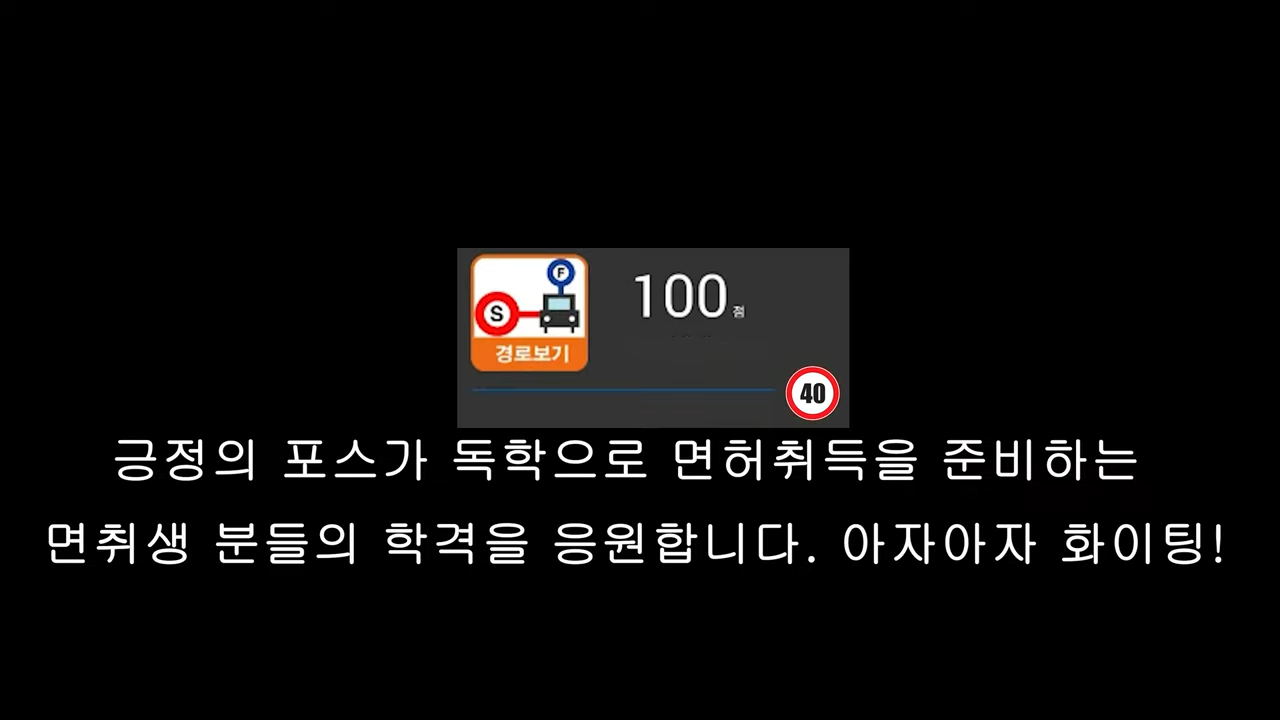 F
S
경로보기
100점
40
긍정의 포스가 독학으로 면허취득을 준비하는
면취생 분들의 학격을 응원합니다. 아자아자 화이팅!